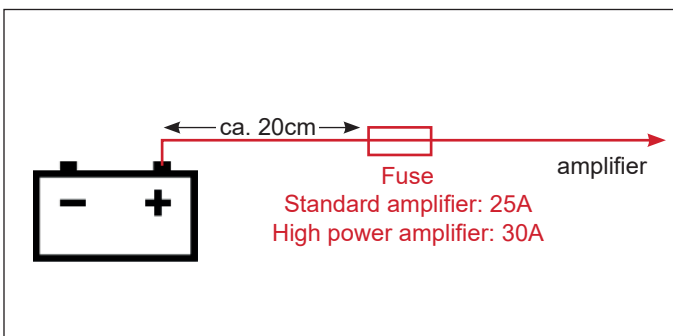 ca. 20cm
amplifier
Fuse
Standard amplifier: 25A
High power amplifier: 30A
− +